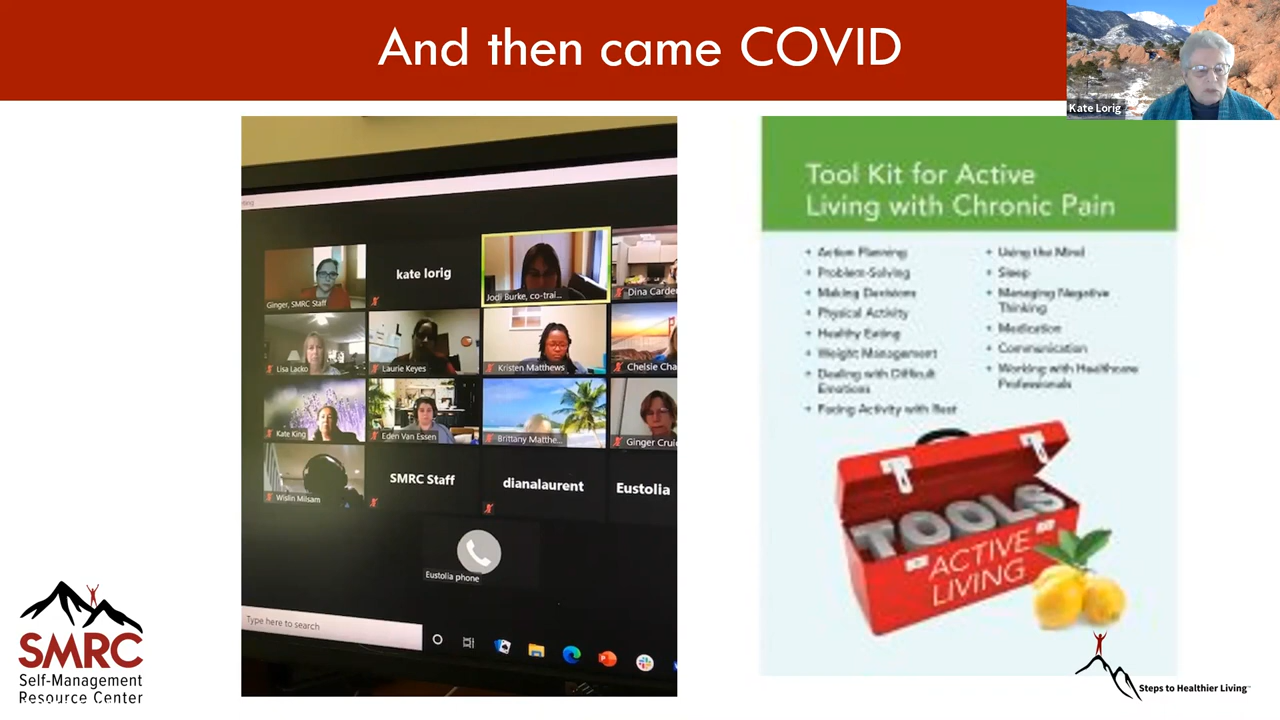 And then came COVID
Kate Lorig
Ginger, SMRC Staff
kate lorig
Jodi Burke, co-trai...
Dina Carde
Lisa Lacko
Laurie Keyes
Kristen Matthews
Chelsie Cha
Kate King
Eden Van Essen
Brittany Matthe...
Ginger Cruic
Wislin Milsam
SMRC Staff
dianalaurent
Eustolia
Eustolia phone
Type here to search
Tool Kit for Active
Living with Chronic Pain
• Action Planning
• Problem-Solving
• Making Decisions
• Physical Activity
• Healthy Eating
• Weight Management
• Dealing with Difficult
Emotions
• Pacing Activity with Rest
• Using the Mind
• Sleep
• Managing Negative
Thinking
• Medication
• Communication
• Working with Healthcare
Professionals
TOOLS
ACTIVE
LIVING
SMRC
Self-Management
Resource Center
Steps to Healthier Living™